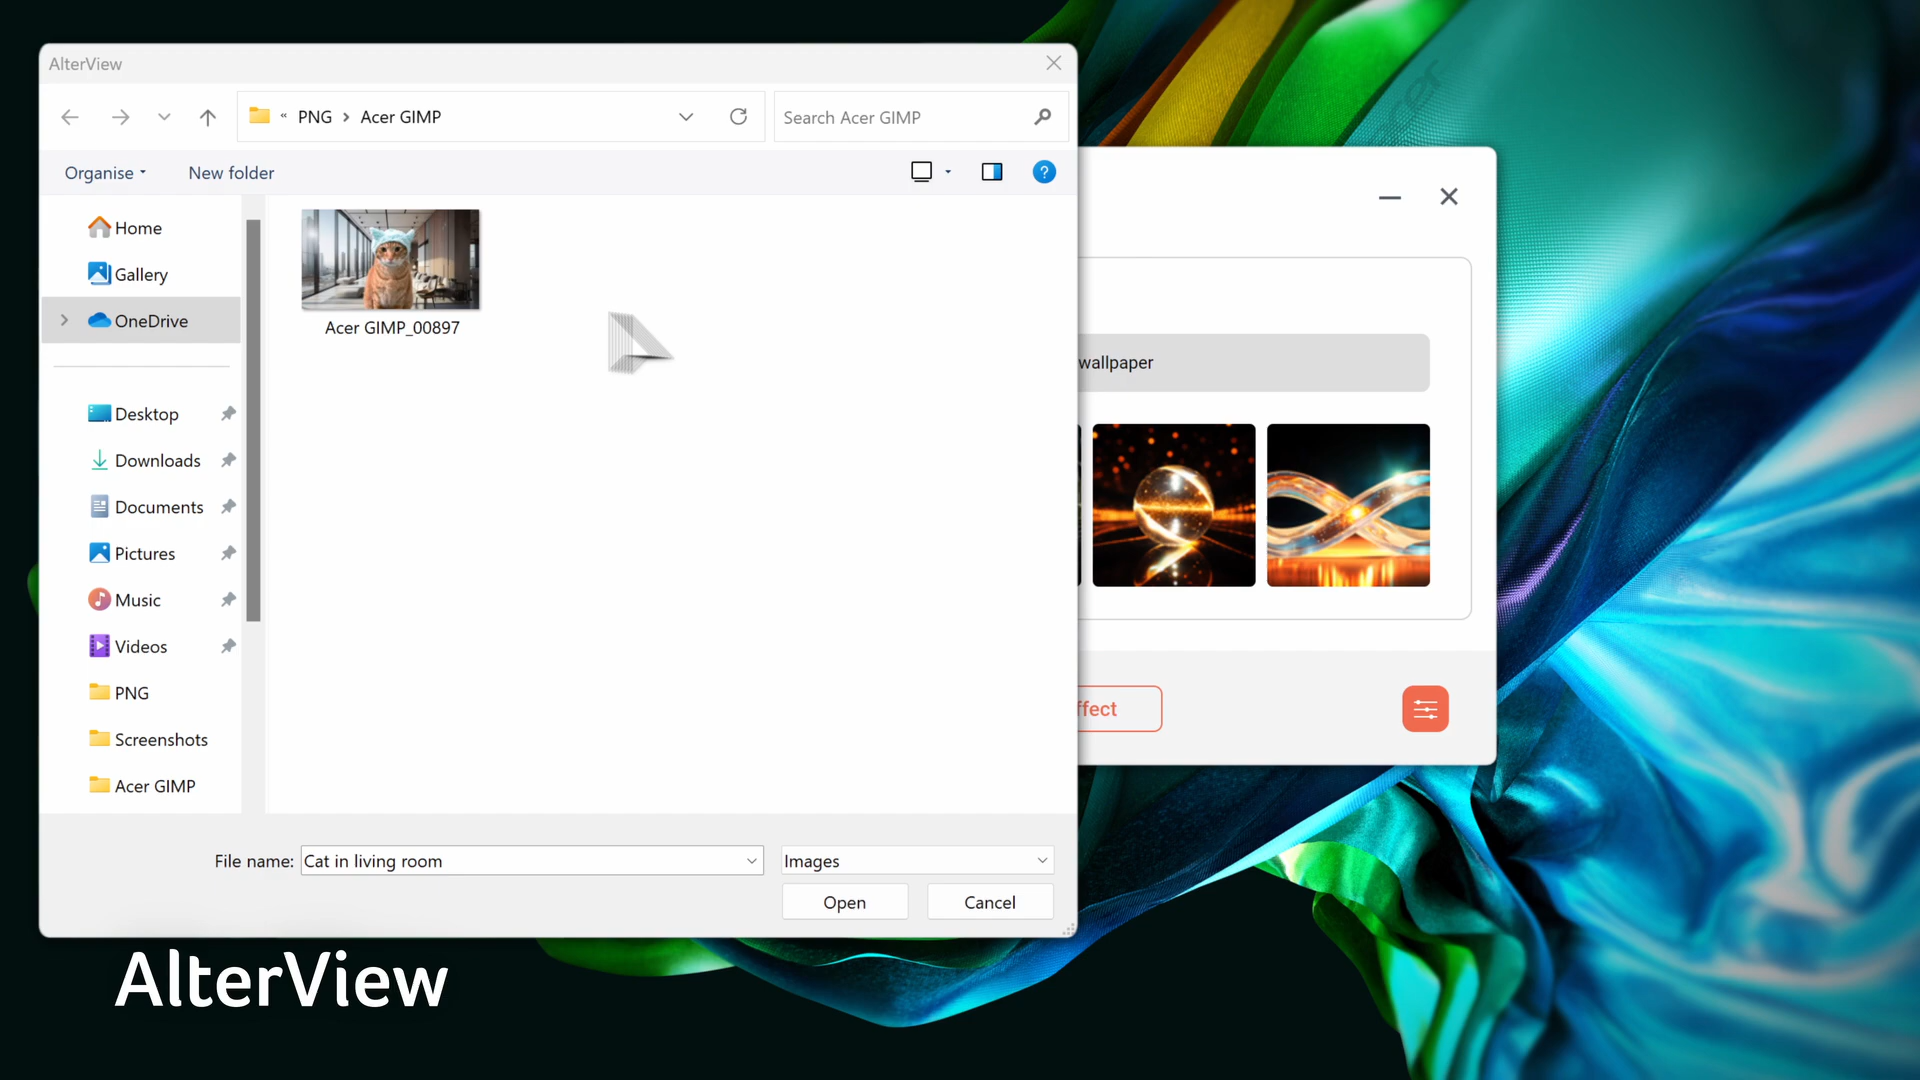 AlterView
« PNG > Acer GIMP
Search Acer GIMP
Organise
New folder
?
Home
Gallery
OneDrive
Desktop
Downloads
Documents
Pictures
Music
Videos
PNG
Screenshots
Acer GIMP
Acer GIMP_00897
acer
wallpaper
ffect
File name: Cat in living room
Images
Open
Cancel
AlterView